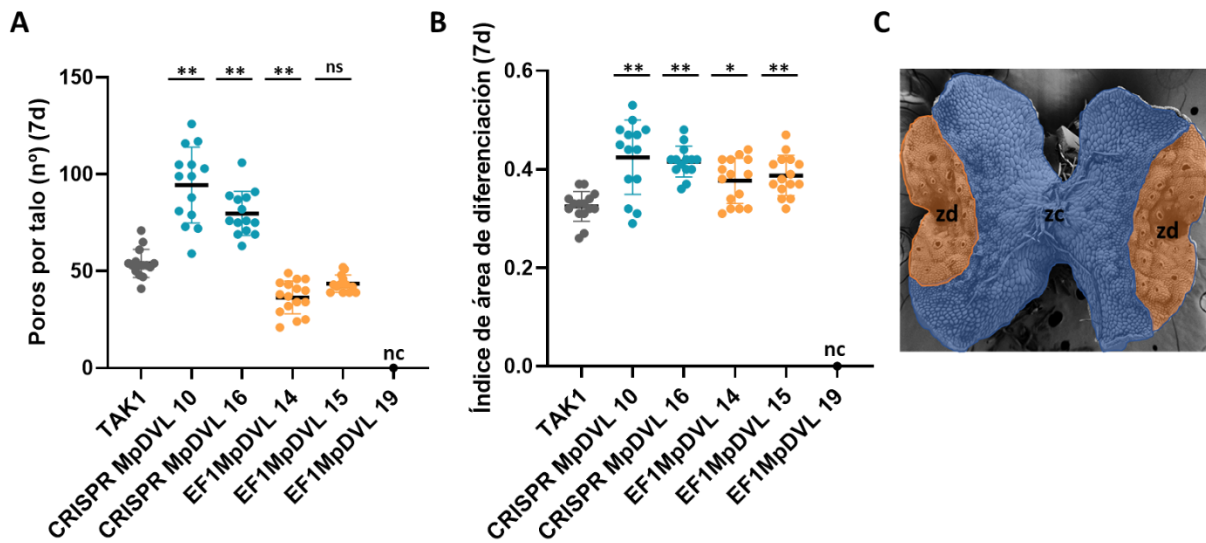 A
Poros por talo (nº) (7d)
150
100
50
0
** ** ** ns
nc
TAK1
CRISPR MpDVL 10
CRISPR MpDVL 16
EF1MpDVL 14
EF1MpDVL 15
EF1MpDVL 19
B
Índice de área de diferenciación (7d)
0.6
0.4
0.2
0.0
** ** * **
nc
TAK1
CRISPR MpDVL 10
CRISPR MpDVL 16
EF1MpDVL 14
EF1MpDVL 15
EF1MpDVL 19
C
zd zc zd